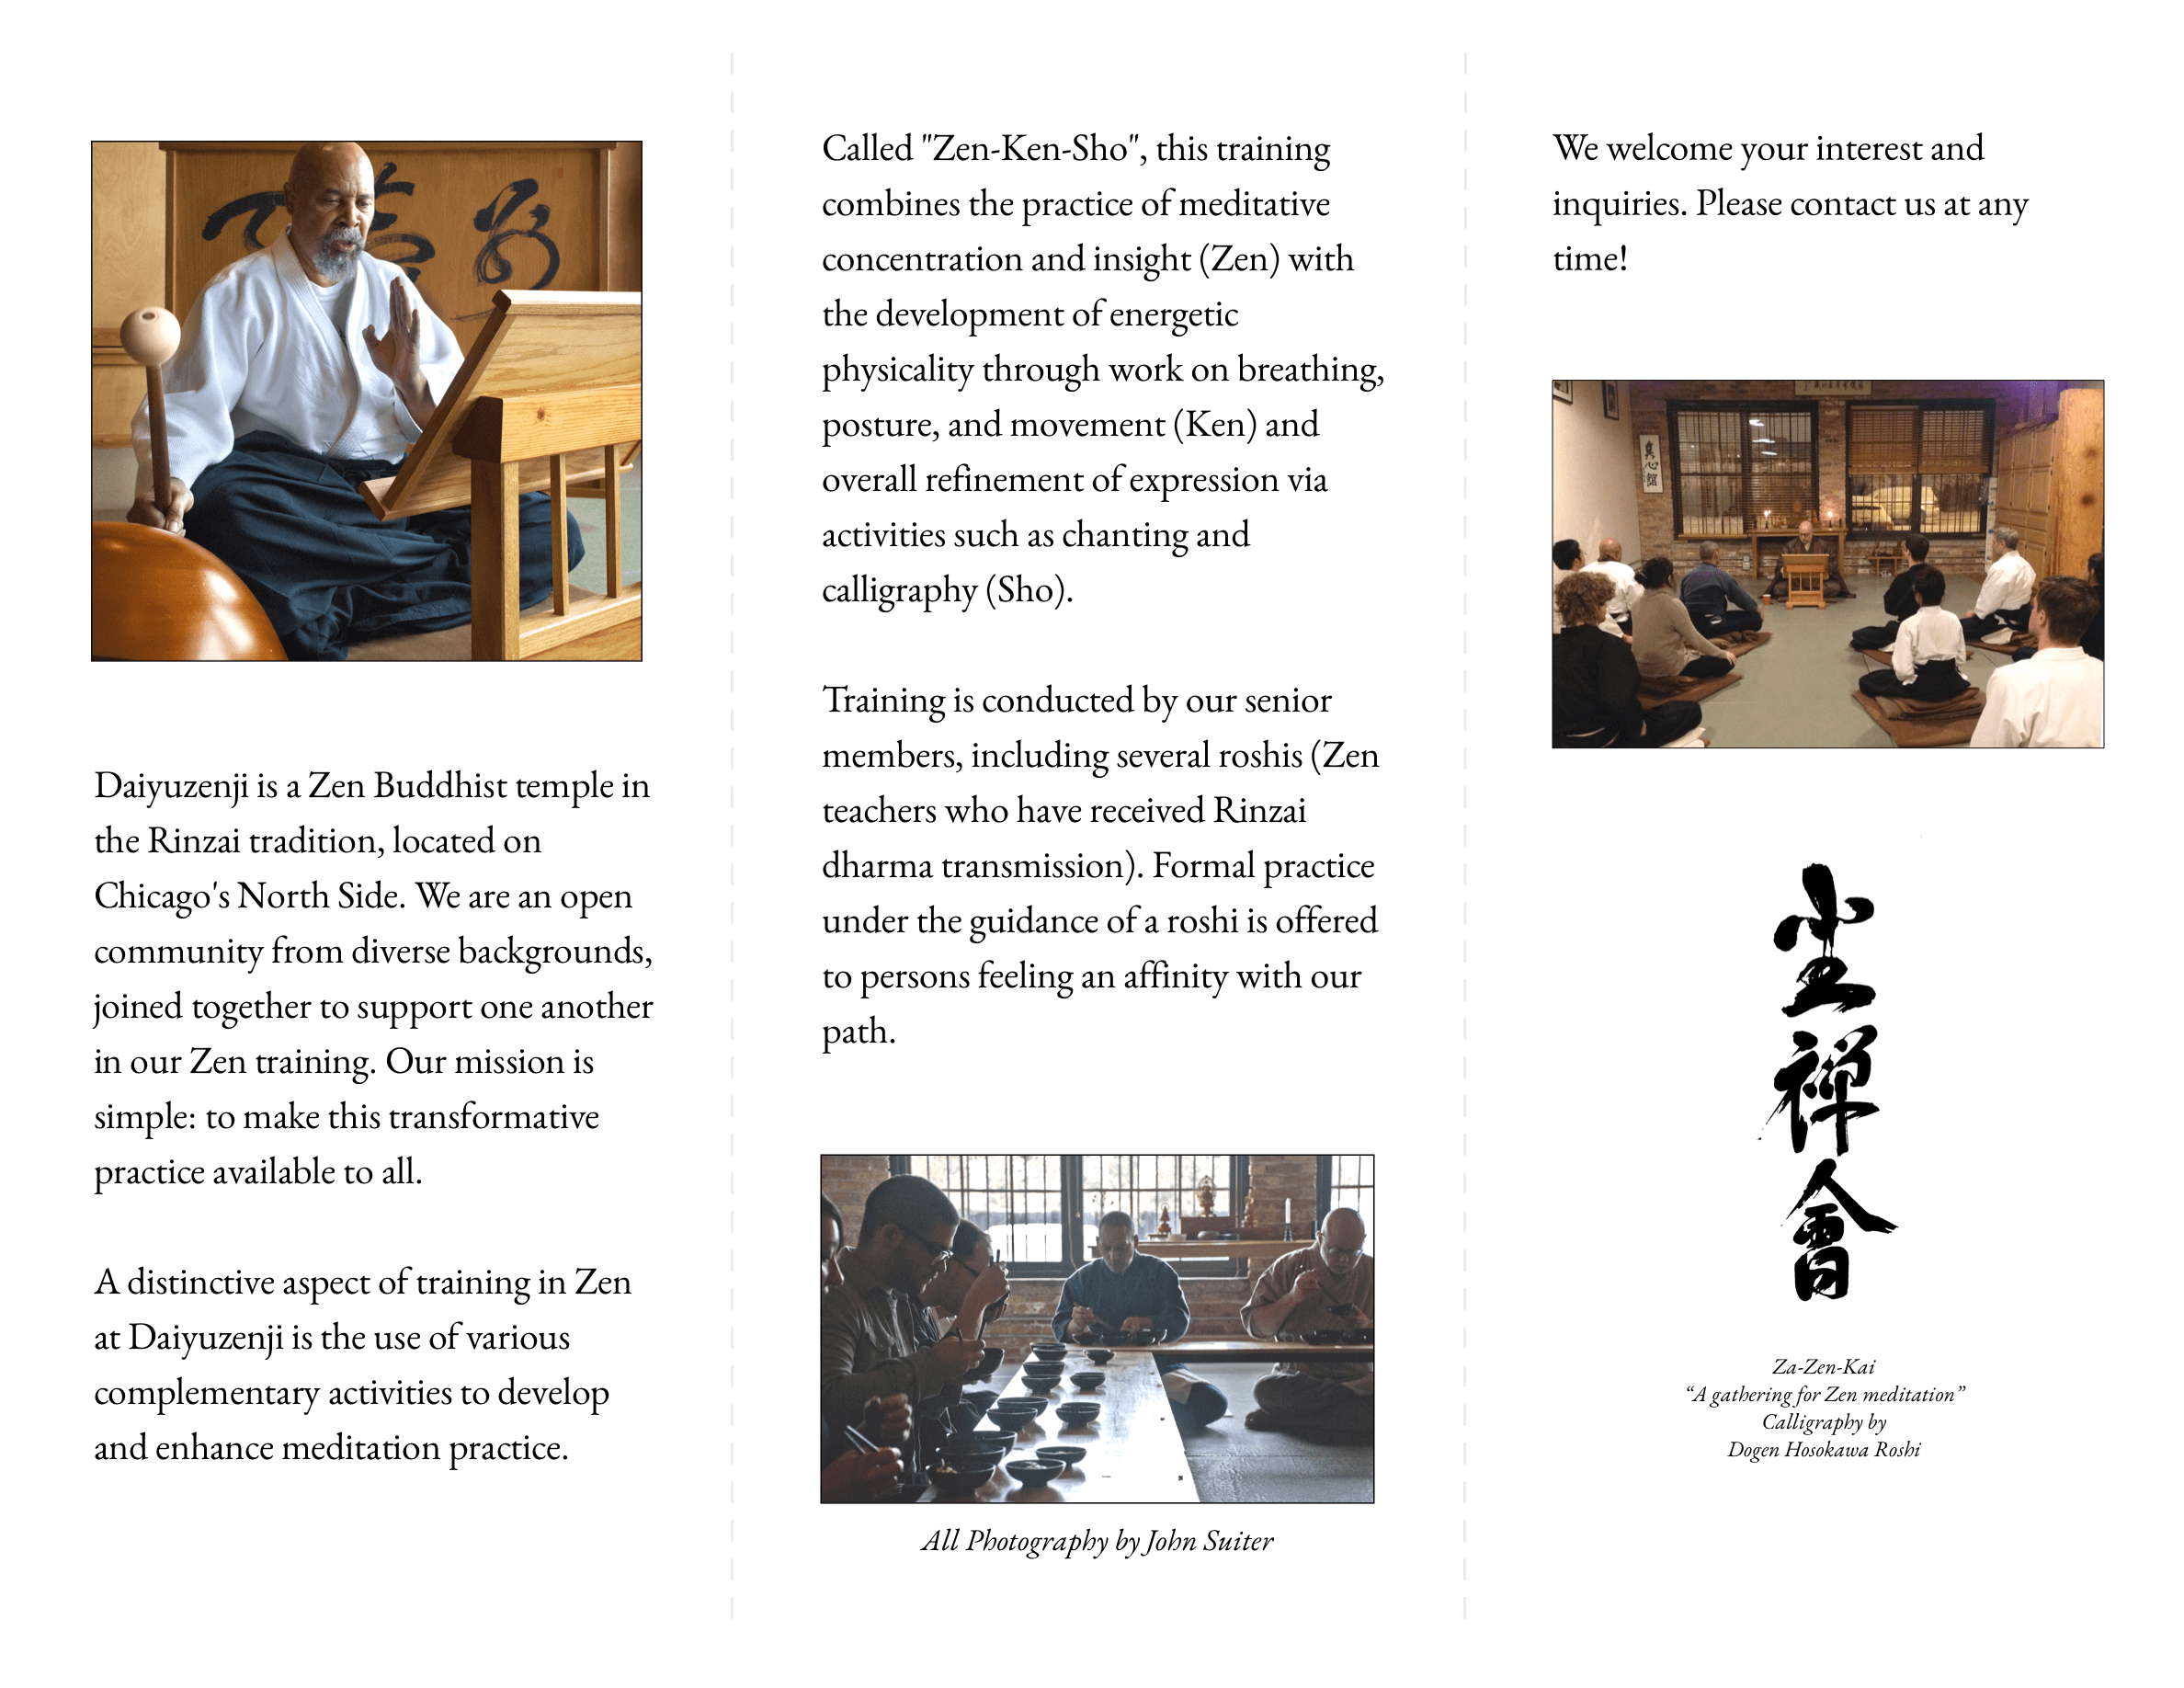 Daiyuzenji is a Zen Buddhist temple in
the Rinzai tradition, located on
Chicago's North Side. We are an open
community from diverse backgrounds,
joined together to support one another
in our Zen training. Our mission is
simple: to make this transformative
practice available to all.
A distinctive aspect of training in Zen
at Daiyuzenji is the use of various
complementary activities to develop
and enhance meditation practice.
Called "Zen-Ken-Sho", this training
combines the practice of meditative
concentration and insight (Zen) with
the development of energetic
physicality through work on breathing,
posture, and movement (Ken) and
overall refinement of expression via
activities such as chanting and
calligraphy (Sho).
Training is conducted by our senior
members, including several roshis (Zen
teachers who have received Rinzai
dharma transmission). Formal practice
under the guidance of a roshi is offered
to persons feeling an affinity with our
path.
All Photography by John Suiter
We welcome your interest and
inquiries. Please contact us at any
time!
坐禅會
Za-Zen-Kai
“A gathering for Zen meditation”
Calligraphy by
Dogen Hosokawa Roshi